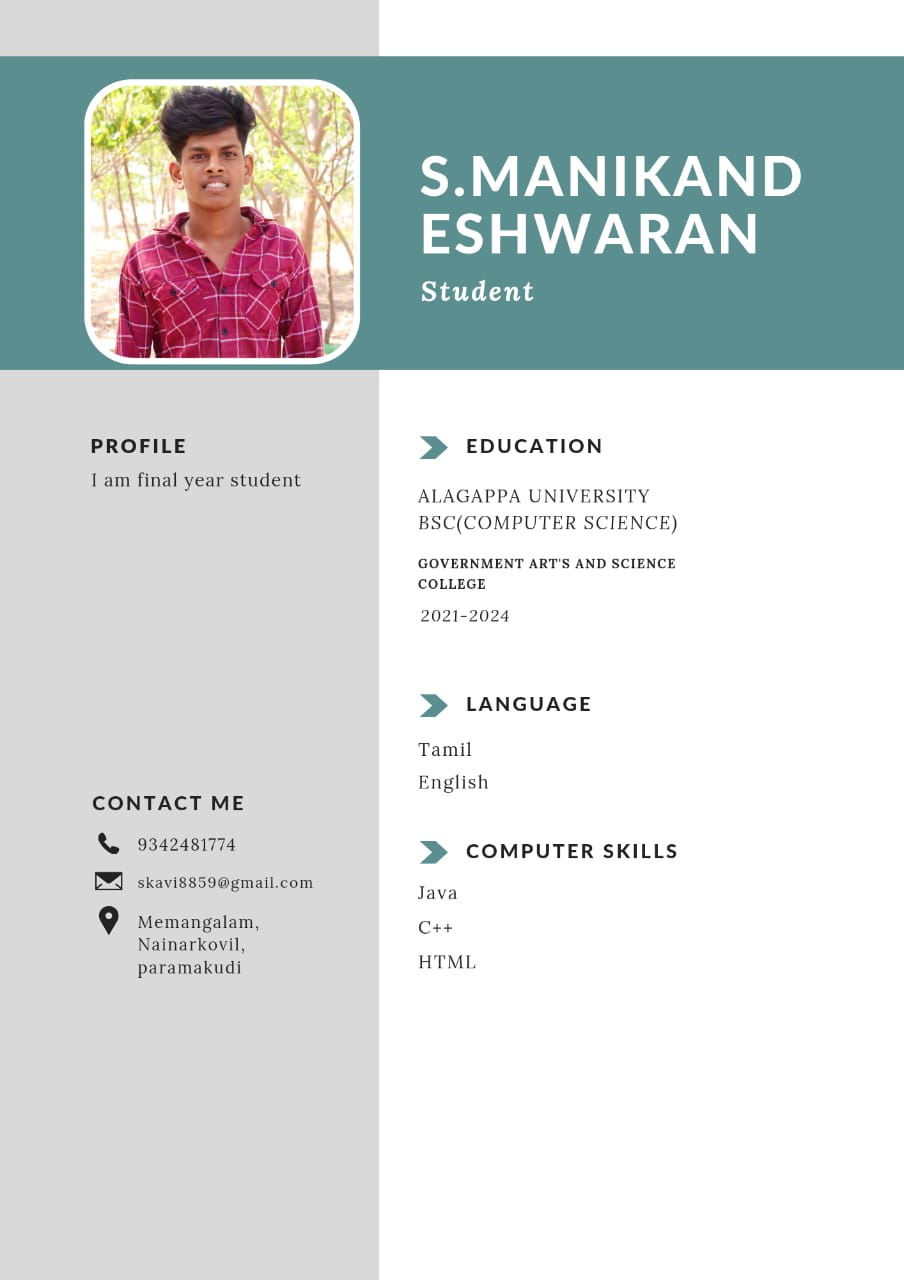 S.MANIKAND
ESHWARAN
Student
PROFILE
I am final year student
CONTACT ME
9342481774
skavi8859@gmail.com
Memangalam,
Nainarkovil,
paramakudi
EDUCATION
ALAGAPPA UNIVERSITY
BSC(COMPUTER SCIENCE)
GOVERNMENT ART'S AND SCIENCE
COLLEGE
2021-2024
LANGUAGE
Tamil
English
COMPUTER SKILLS
Java
C++
HTML